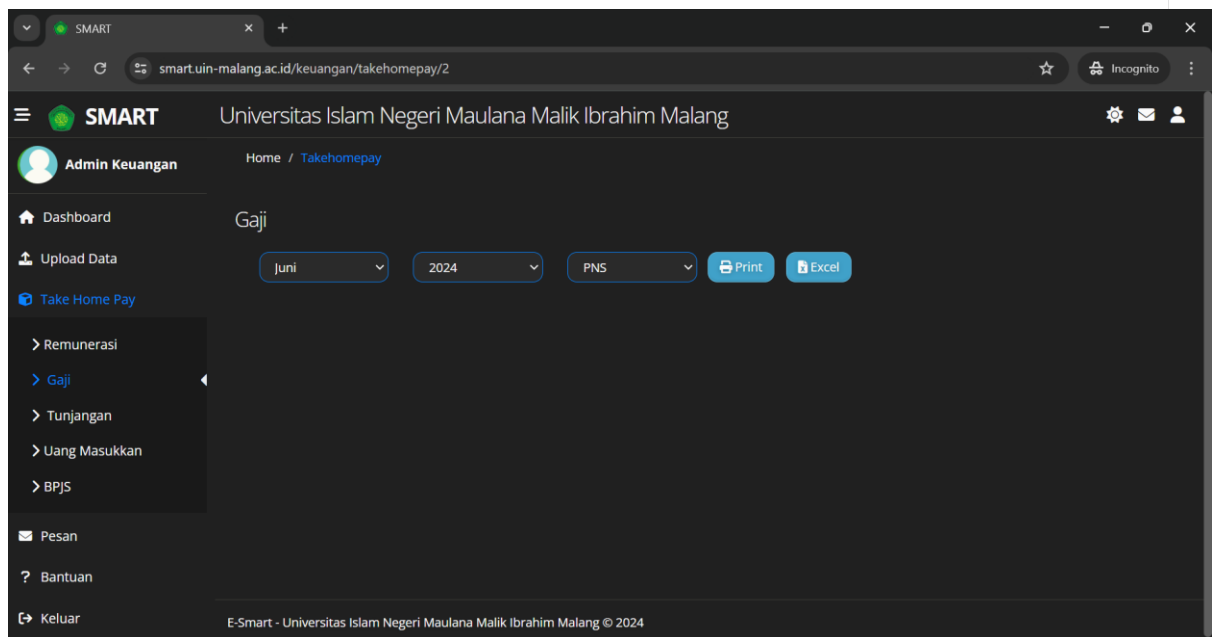 SMART
smart.uin-malang.ac.id/keuangan/takehomepay/2
Incognito
SMART
Universitas Islam Negeri Maulana Malik Ibrahim Malang
Admin Keuangan
Home / Takehomepay
Dashboard
Upload Data
Take Home Pay
Remunerasi
Gaji
Tunjangan
Uang Masukkan
BPJS
Pesan
? Bantuan
Keluar
Gaji
Juni 2024 PNS Print Excel
E-Smart - Universitas Islam Negeri Maulana Malik Ibrahim Malang © 2024